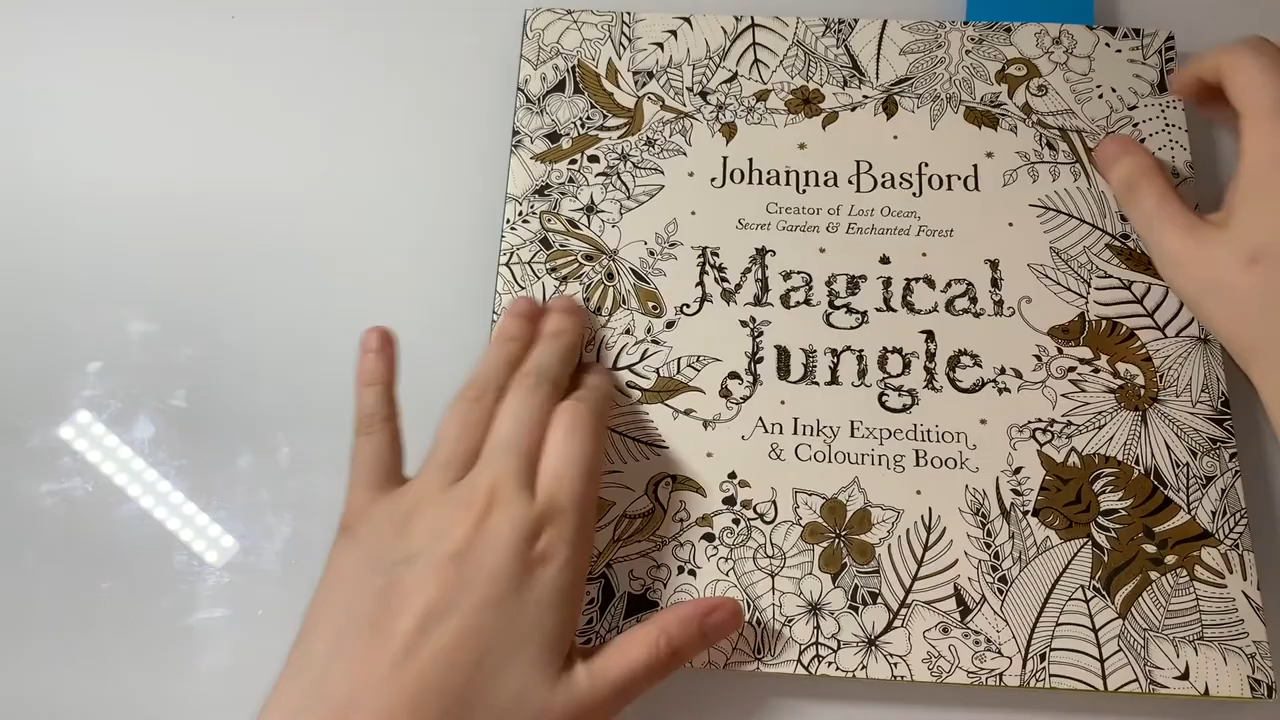 Johanna Basford
Creator of Lost Ocean,
Secret Garden & Enchanted Forest
Magical
Jungle
An Inky Expedition
& Colouring Book